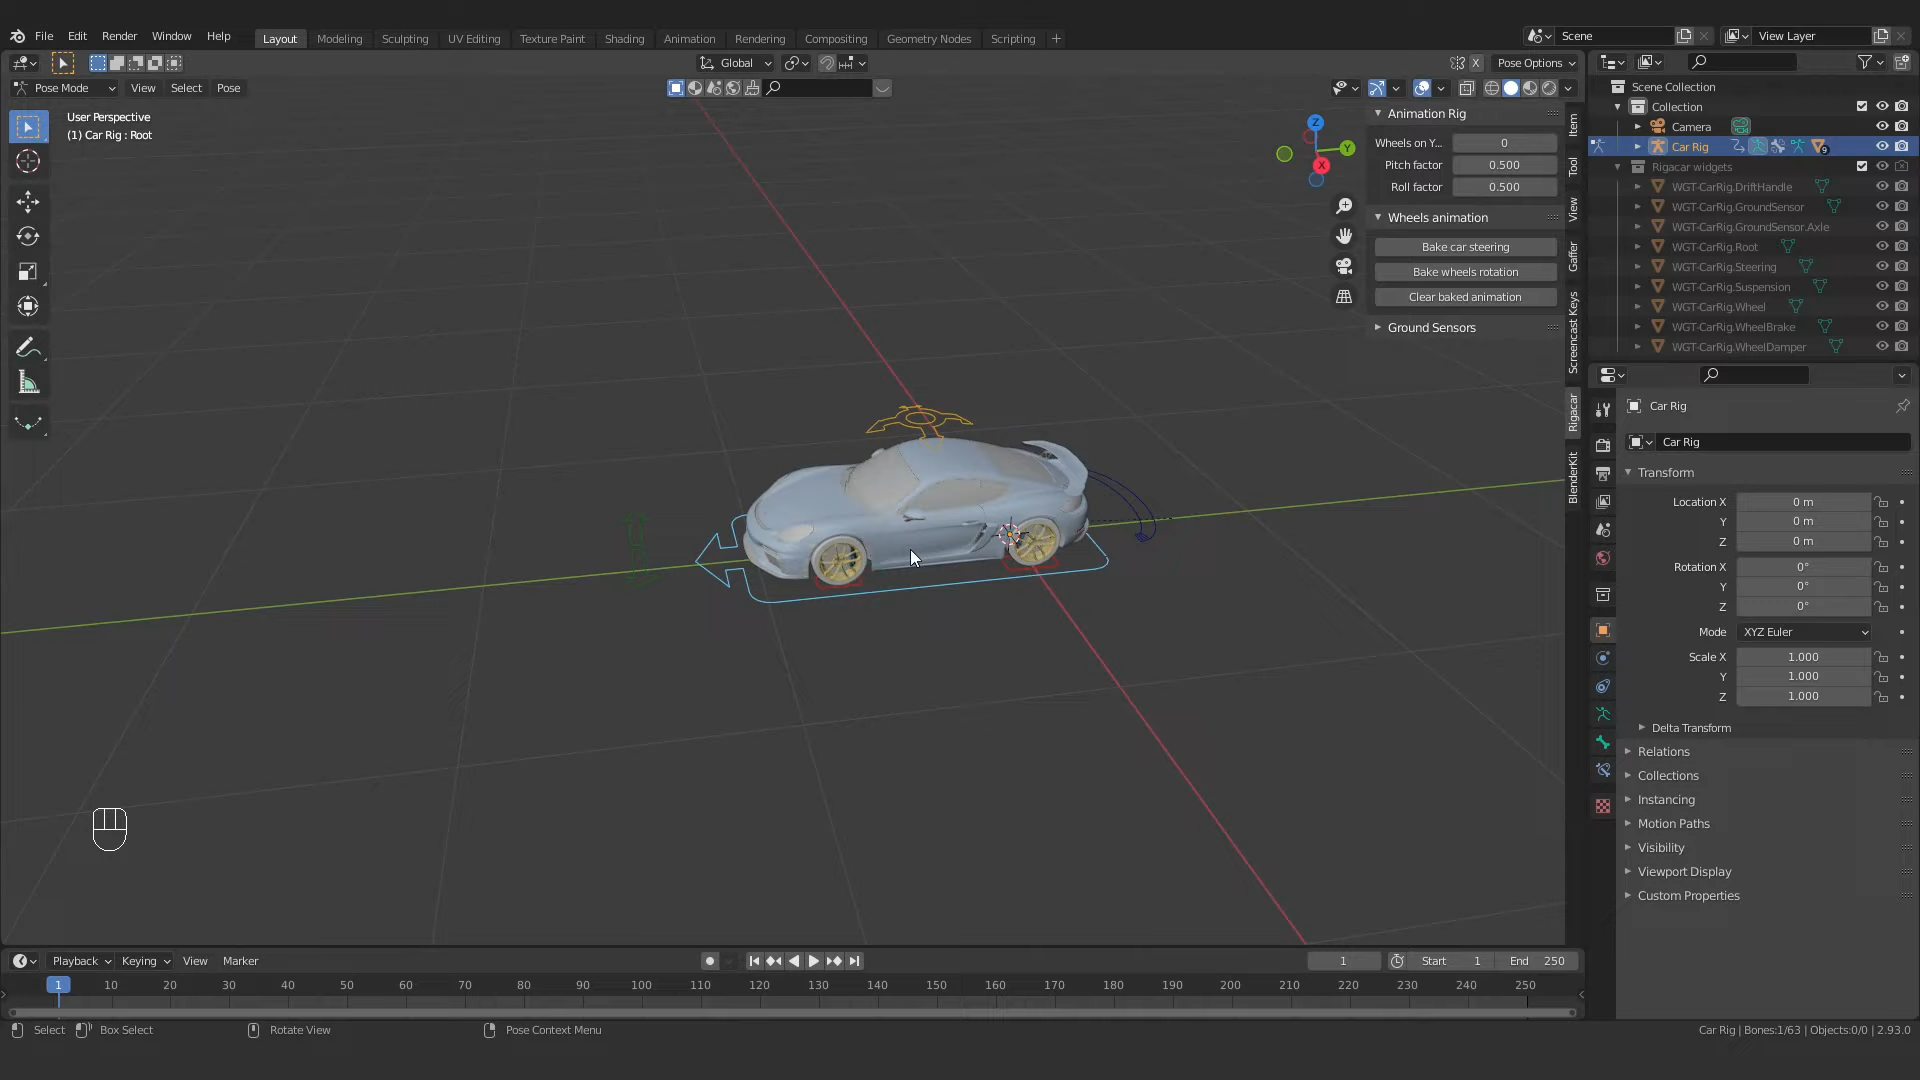 File Edit Render Window Help
Layout Modeling Sculpting UV Editing Texture Paint Shading Animation Rendering Compositing Geometry Nodes Scripting +
Scene
View Layer
Global
X Pose Options
Pose Mode View Select Pose
User Perspective
(1) Car Rig : Root
Z
Y
X
Animation Rig
Wheels on Y... 0
Pitch factor 0.500
Roll factor 0.500
Wheels animation
Bake car steering
Bake wheels rotation
Clear baked animation
Ground Sensors
Item
Tool
View
Gaffer
Screencast Keys
Rigacar
BlenderKit
Scene Collection
Collection
Camera
Car Rig
9
Rigacar widgets
WGT-CarRig.DriftHandle
WGT-CarRig.GroundSensor
WGT-CarRig.GroundSensor.Axle
WGT-CarRig.Root
WGT-CarRig.Steering
WGT-CarRig.Suspension
WGT-CarRig.Wheel
WGT-CarRig.WheelBrake
WGT-CarRig.WheelDamper
Car Rig
Car Rig
Transform
Location X 0 m
Y 0 m
Z 0 m
Rotation X 0°
Y 0°
Z 0°
Mode XYZ Euler
Scale X 1.000
Y 1.000
Z 1.000
Delta Transform
Relations
Collections
Instancing
Motion Paths
Visibility
Viewport Display
Custom Properties
Playback Keying View Marker
1
Start 1 End 250
1 10 20 30 40 50 60 70 80 90 100 110 120 130 140 150 160 170 180 190 200 210 220 230 240 250
Select Box Select Rotate View Pose Context Menu
Car Rig | Bones:1/63 | Objects:0/0 | 2.93.0